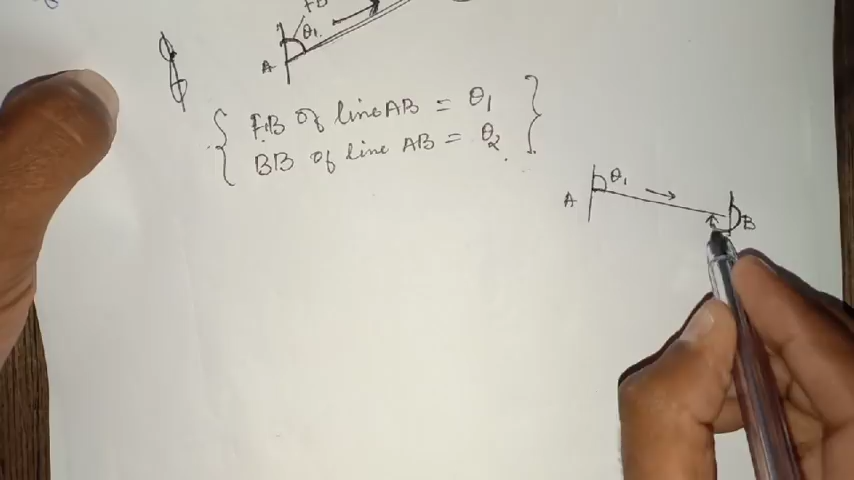 FB
θ1
A
FB of line AB = θ1
BB of line AB = θ2
θ1
A
B